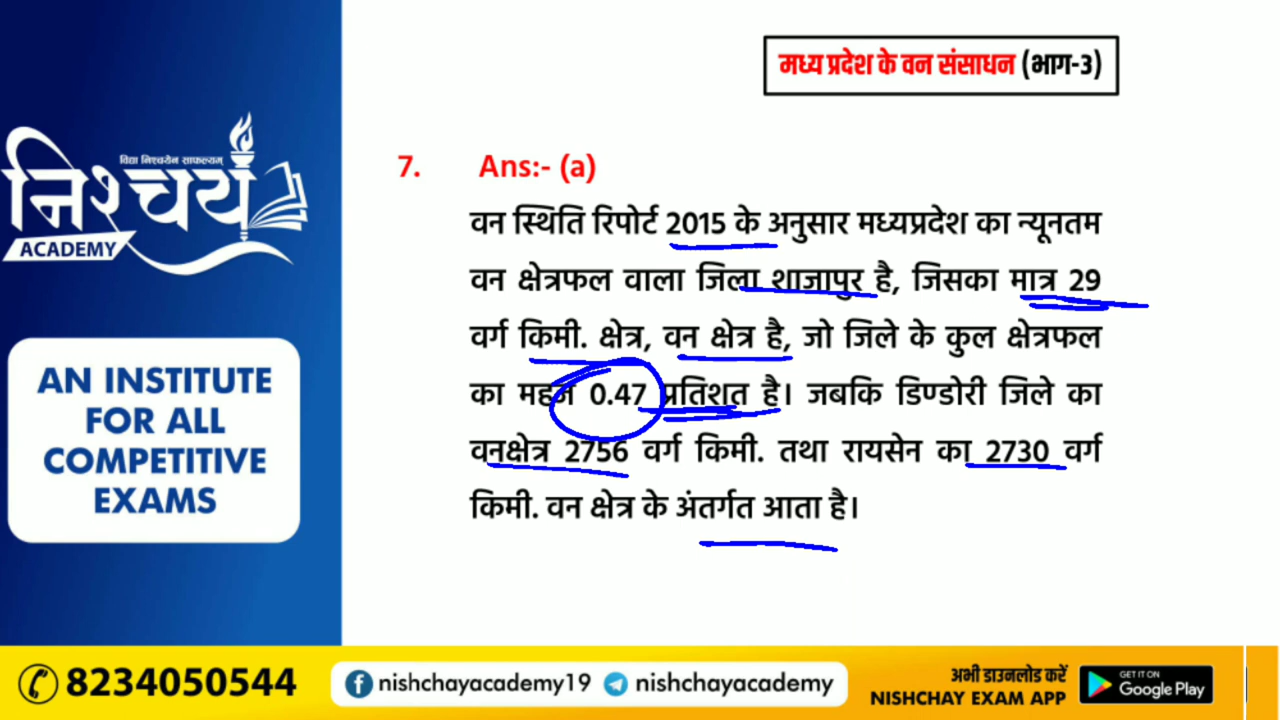 मध्य प्रदेश के वन संसाधन (भाग-3)
विद्या निश्चयेन साफल्यम्
निश्चय
ACADEMY
AN INSTITUTE
FOR ALL
COMPETITIVE
EXAMS
7. Ans:- (a)
वन स्थिति रिपोर्ट 2015 के अनुसार मध्यप्रदेश का न्यूनतम
वन क्षेत्रफल वाला जिला शाजापुर है, जिसका मात्र 29
वर्ग किमी. क्षेत्र, वन क्षेत्र है, जो जिले के कुल क्षेत्रफल
का महज 0.47 प्रतिशत है। जबकि डिण्डोरी जिले का
वनक्षेत्र 2756 वर्ग किमी. तथा रायसेन का 2730 वर्ग
किमी. वन क्षेत्र के अंतर्गत आता है।
8234050544
nishchayacademy19
nishchayacademy
अभी डाउनलोड करें
NISHCHAY EXAM APP
GET IT ON
Google Play